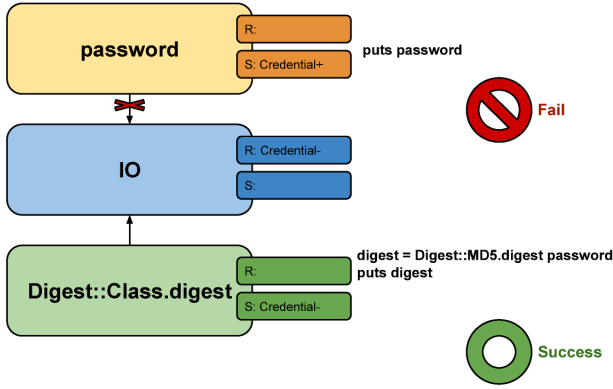 password
R:
S: Credential+
puts password
Fail
IO
R: Credential-
S:
Digest::Class.digest
R:
S: Credential-
digest = Digest::MD5.digest password
puts digest
Success